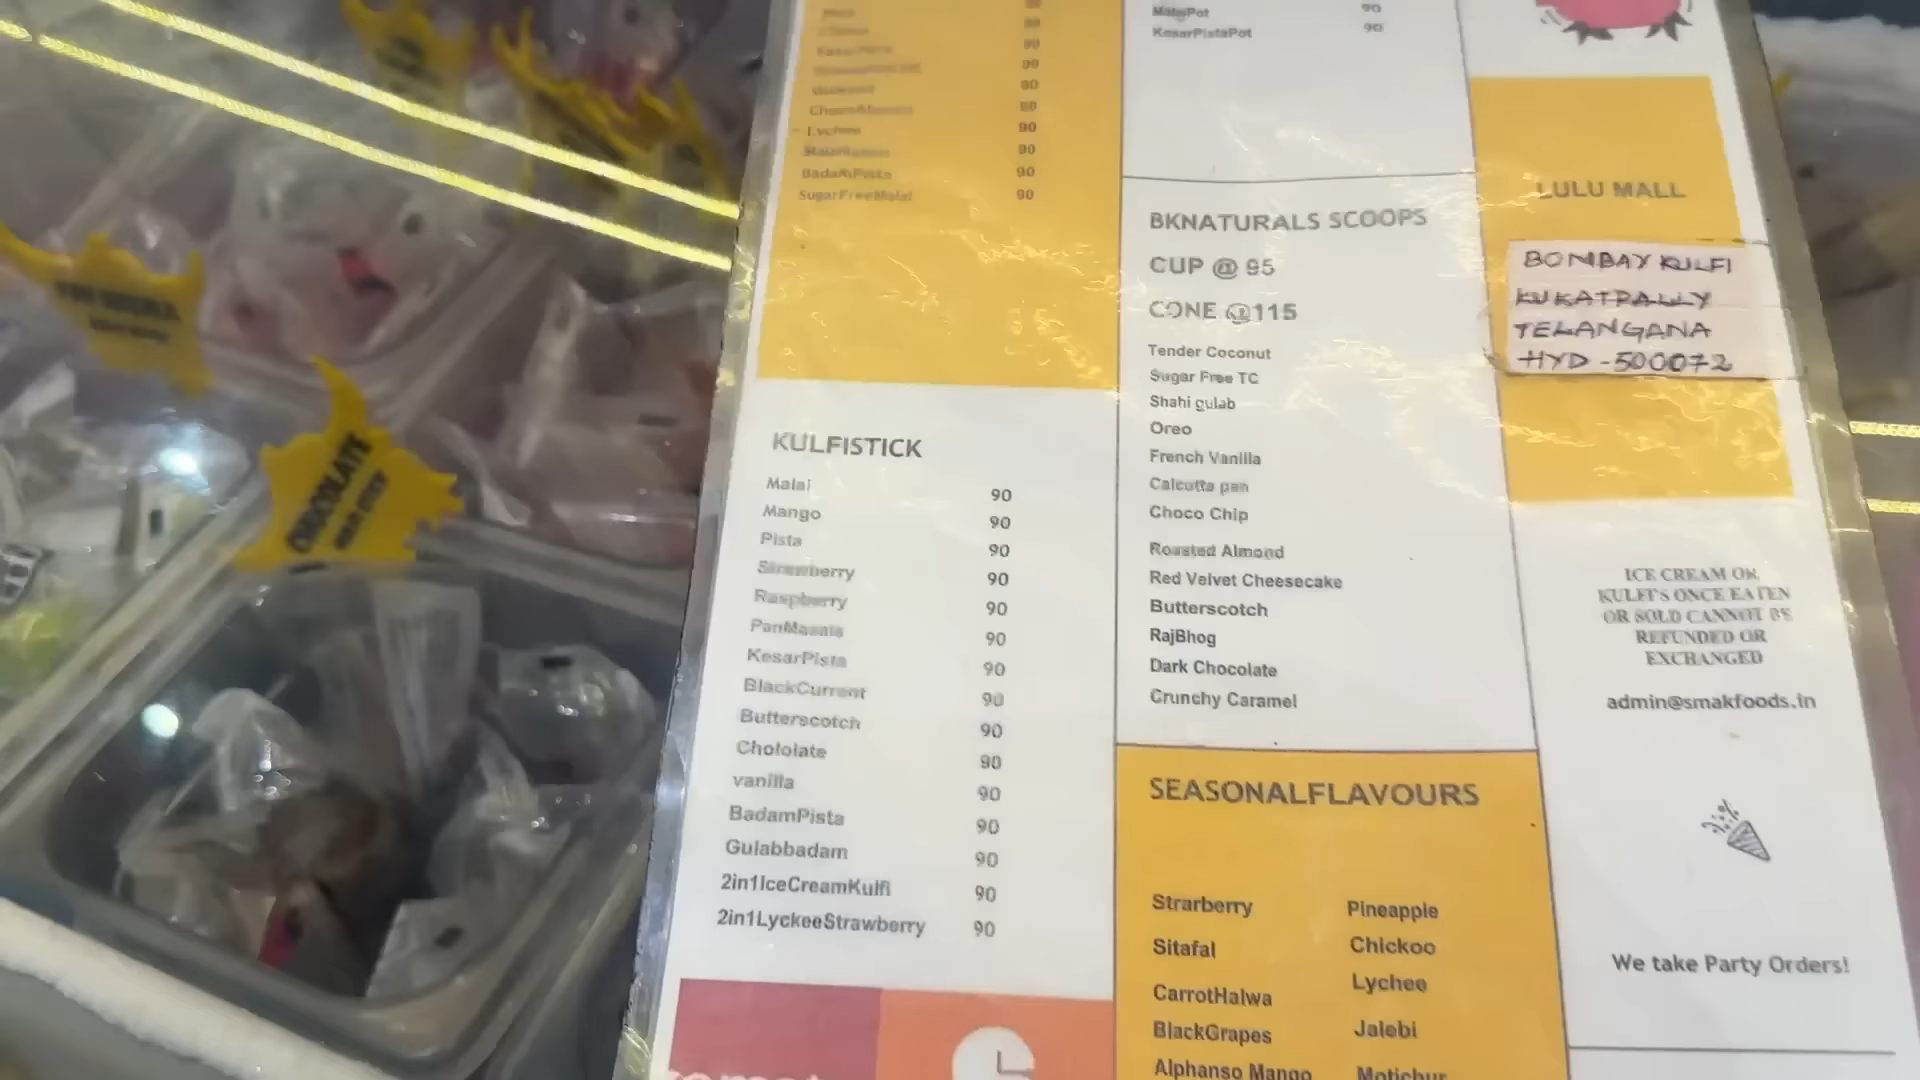 Lychee 90
BadamPista 90
SugarFreeMalai 90
KULFISTICK
Malai 90
Mango 90
Pista 90
Strawberry 90
Raspberry 90
PanMasala 90
KesarPista 90
BlackCurrent 90
Butterscotch 90
Chololate 90
vanilla 90
BadamPista 90
Gulabbadam 90
2in1IceCreamKulfi 90
2in1LyckeeStrawberry 90
MalaiPot 90
KesarPistaPot 90
BKNATURALS SCOOPS
CUP @ 95
CONE @115
Tender Coconut
Sugar Free TC
Shahi gulab
Oreo
French Vanilla
Calcutta pan
Choco Chip
Roasted Almond
Red Velvet Cheesecake
Butterscotch
RajBhog
Dark Chocolate
Crunchy Caramel
SEASONALFLAVOURS
Strarberry Pineapple
Sitafal Chickoo
CarrotHalwa Lychee
BlackGrapes Jalebi
Alphanso Mango Motichur
LULU MALL
BOMBAY KULFI
KUKATPALLY
TELANGANA
HYD - 500072
ICE CREAM OR
KULFI'S ONCE EATEN
OR SOLD CANNOT BE
REFUNDED OR
EXCHANGED
admin@smakfoods.in
We take Party Orders!
CHOCOLATE